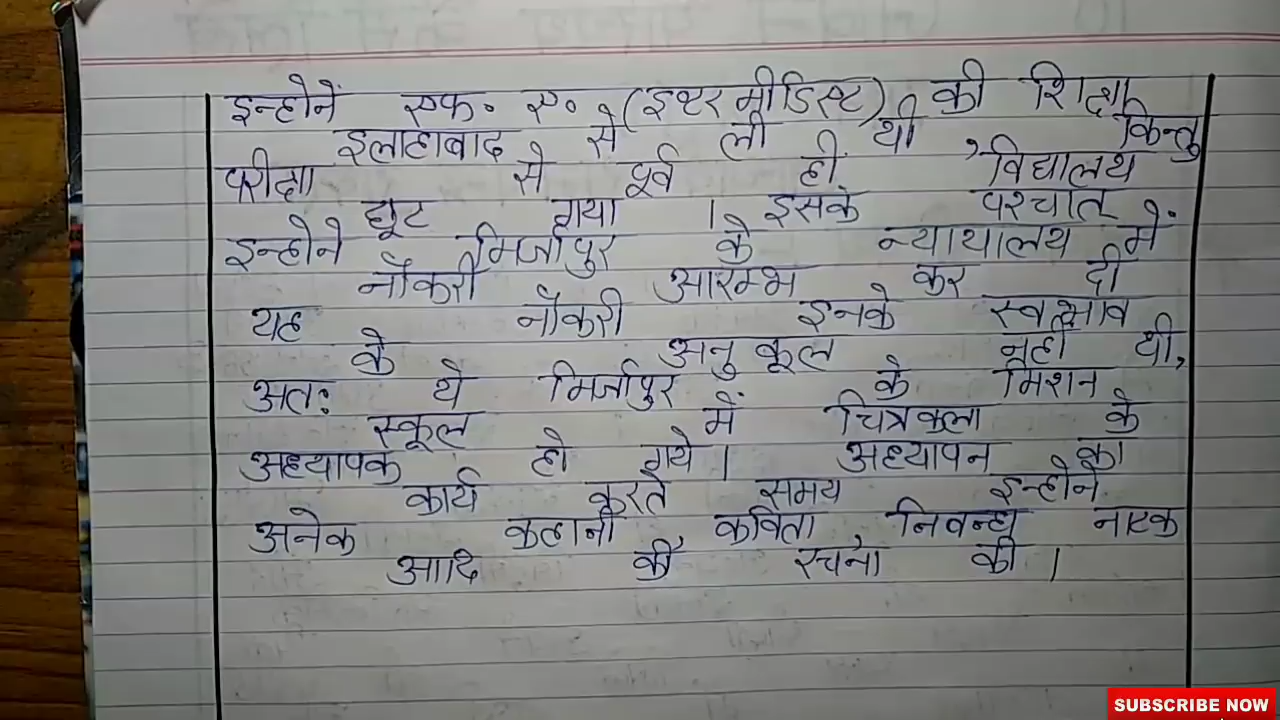 इन्होनें एफ० ए० (इण्टरमीडिएट) की शिक्षा
इलाहाबाद से ली थी किन्तु
परीक्षा से पूर्व ही , विद्यालय
छूट गया । इसके पश्चात
इन्होने मिर्जापुर के न्यायालय में
नौकरी आरम्भ कर दी
यह नौकरी इनके स्वभाव
के अनुकूल नहीं थी,
अतः ये मिर्जापुर के मिशन
स्कूल में चित्रकला के
अध्यापक हो गये । अध्यापन का
कार्य करते समय इन्होने
अनेक कहानी कविता निवन्ध नाटक
आदि की रचना की ।
SUBSCRIBE NOW